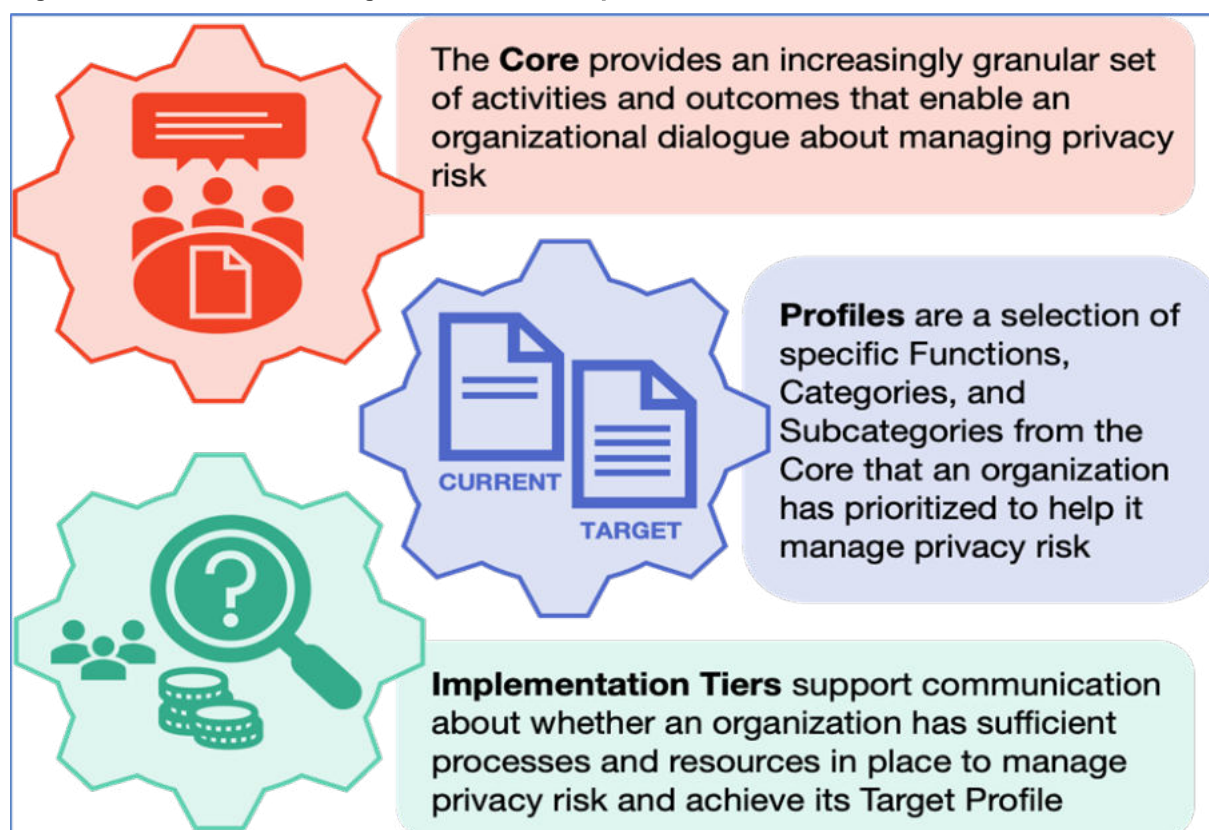 The Core provides an increasingly granular set
of activities and outcomes that enable an
organizational dialogue about managing privacy
risk
CURRENT
TARGET
Profiles are a selection of
specific Functions,
Categories, and
Subcategories from the
Core that an organization
has prioritized to help it
manage privacy risk
?
Implementation Tiers support communication
about whether an organization has sufficient
processes and resources in place to manage
privacy risk and achieve its Target Profile